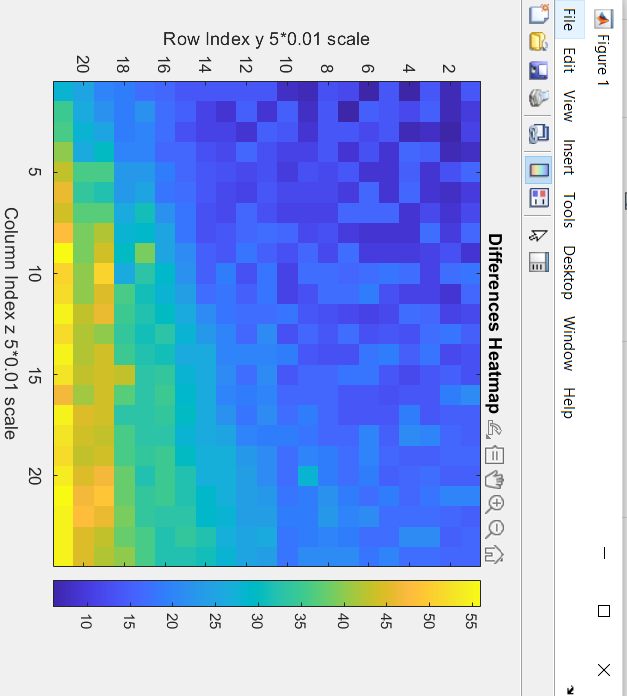 Figure 1
File Edit View Insert Tools Desktop Window Help
Differences Heatmap
Row Index y 5*0.01 scale
2
4
6
8
10
12
14
16
18
20
5 10 15 20
Column Index z 5*0.01 scale
10 15 20 25 30 35 40 45 50 55